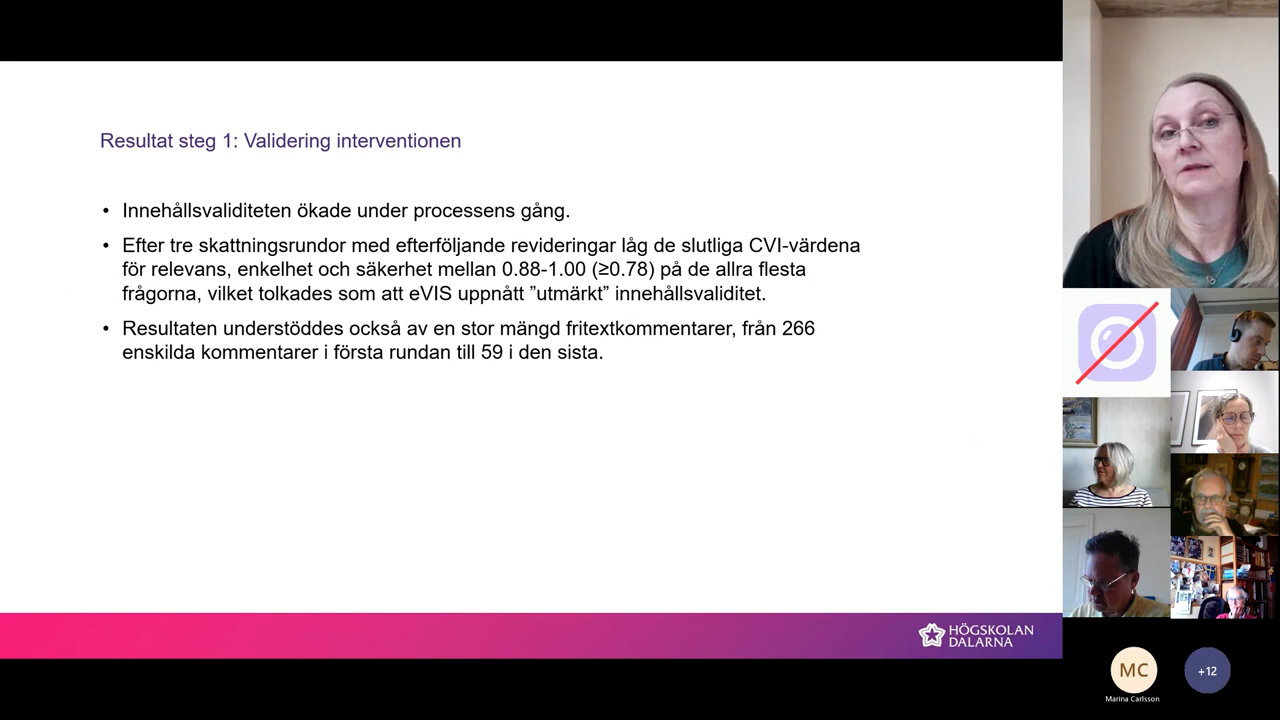 Resultat steg 1: Validering interventionen
• Innehållsvaliditeten ökade under processens gång.
• Efter tre skattningsrundor med efterföljande revideringar låg de slutliga CVI-värdena
för relevans, enkelhet och säkerhet mellan 0.88-1.00 (≥0.78) på de allra flesta
frågorna, vilket tolkades som att eVIS uppnått ”utmärkt” innehållsvaliditet.
• Resultaten understöddes också av en stor mängd fritextkommentarer, från 266
enskilda kommentarer i första rundan till 59 i den sista.
HÖGSKOLAN
DALARNA
MC
+12
Marina Carlsson